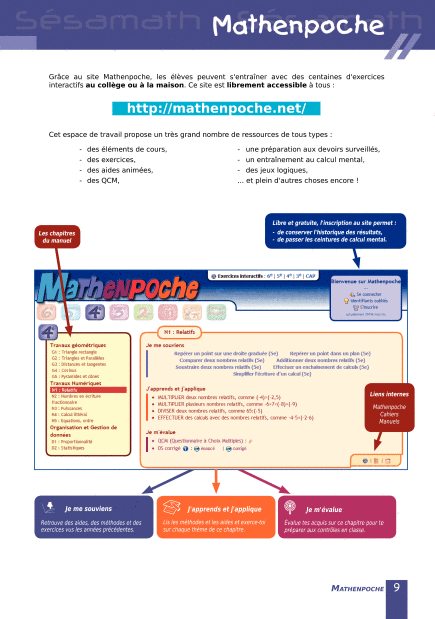 Sésamath
Mathenpoche
Grâce au site Mathenpoche, les élèves peuvent s'entraîner avec des centaines d'exercices
interactifs au collège ou à la maison. Ce site est librement accessible à tous :
http://mathenpoche.net/
Cet espace de travail propose un très grand nombre de ressources de tous types :
- des éléments de cours,
- des exercices,
- des aides animées,
- des QCM,
- une préparation aux devoirs surveillés,
- un entraînement au calcul mental,
- des jeux logiques,
... et plein d'autres choses encore !
Les chapitres
du manuel
Libre et gratuite, l'inscription au site permet :
- de conserver l'historique des résultats,
- de passer les ceintures de calcul mental.
MathEnPoche
Exercices interactifs : 6e | 5e | 4e | 3e | CAP
Bienvenue sur Mathenpoche
Se connecter
Identifiants oubliés
S'inscrire
6 5 4 3 2 1
4
N1 : Relatifs
Travaux géométriques
G1 : Triangle rectangle
G2 : Triangles et Parallèles
G3 : Distances et tangentes
G4 : Cosinus
G5 : Pyramides et cônes
Travaux Numériques
N1 : Relatifs
N2 : Nombres en écriture
fractionnaire
N3 : Puissances
N4 : Calcul littéral
N5 : Equations, ordre
Organisation et Gestion de
données
D1 : Proportionnalité
D2 : Statistiques
Je me souviens
Repérer un point sur une droite graduée (5e) Repérer un point dans un plan (5e)
Comparer deux nombres relatifs (5e) Additionner deux nombres relatifs (5e)
Soustraire deux nombres relatifs (5e) Effectuer un enchaînement de calculs (5e)
Simplifier l'écriture d'un calcul (5e)
J'apprends et j'applique
• MULTIPLIER deux nombres relatifs, comme (-4)×(-2,5)
• MULTIPLIER plusieurs nombres relatifs, comme -4×7×(-8)×(-9)
• DIVISER deux nombres relatifs, comme 65:(-5)
• EFFECTUER des calculs avec des nombres relatifs, comme -4-5×(-2-6)
Je m'évalue
• QCM (Questionnaire à Choix Multiples) :
• DS corrigé
Liens internes
Mathenpoche
Cahiers
Manuels
Je me souviens
Retrouve des aides, des méthodes et des
exercices vus les années précédentes.
J'apprends et j'applique
Lis les méthodes et les aides et exerce-toi
sur chaque thème de ce chapitre.
Je m'évalue
Évalue tes acquis sur ce chapitre pour te
préparer aux contrôles en classe.
MATHENPOCHE 9